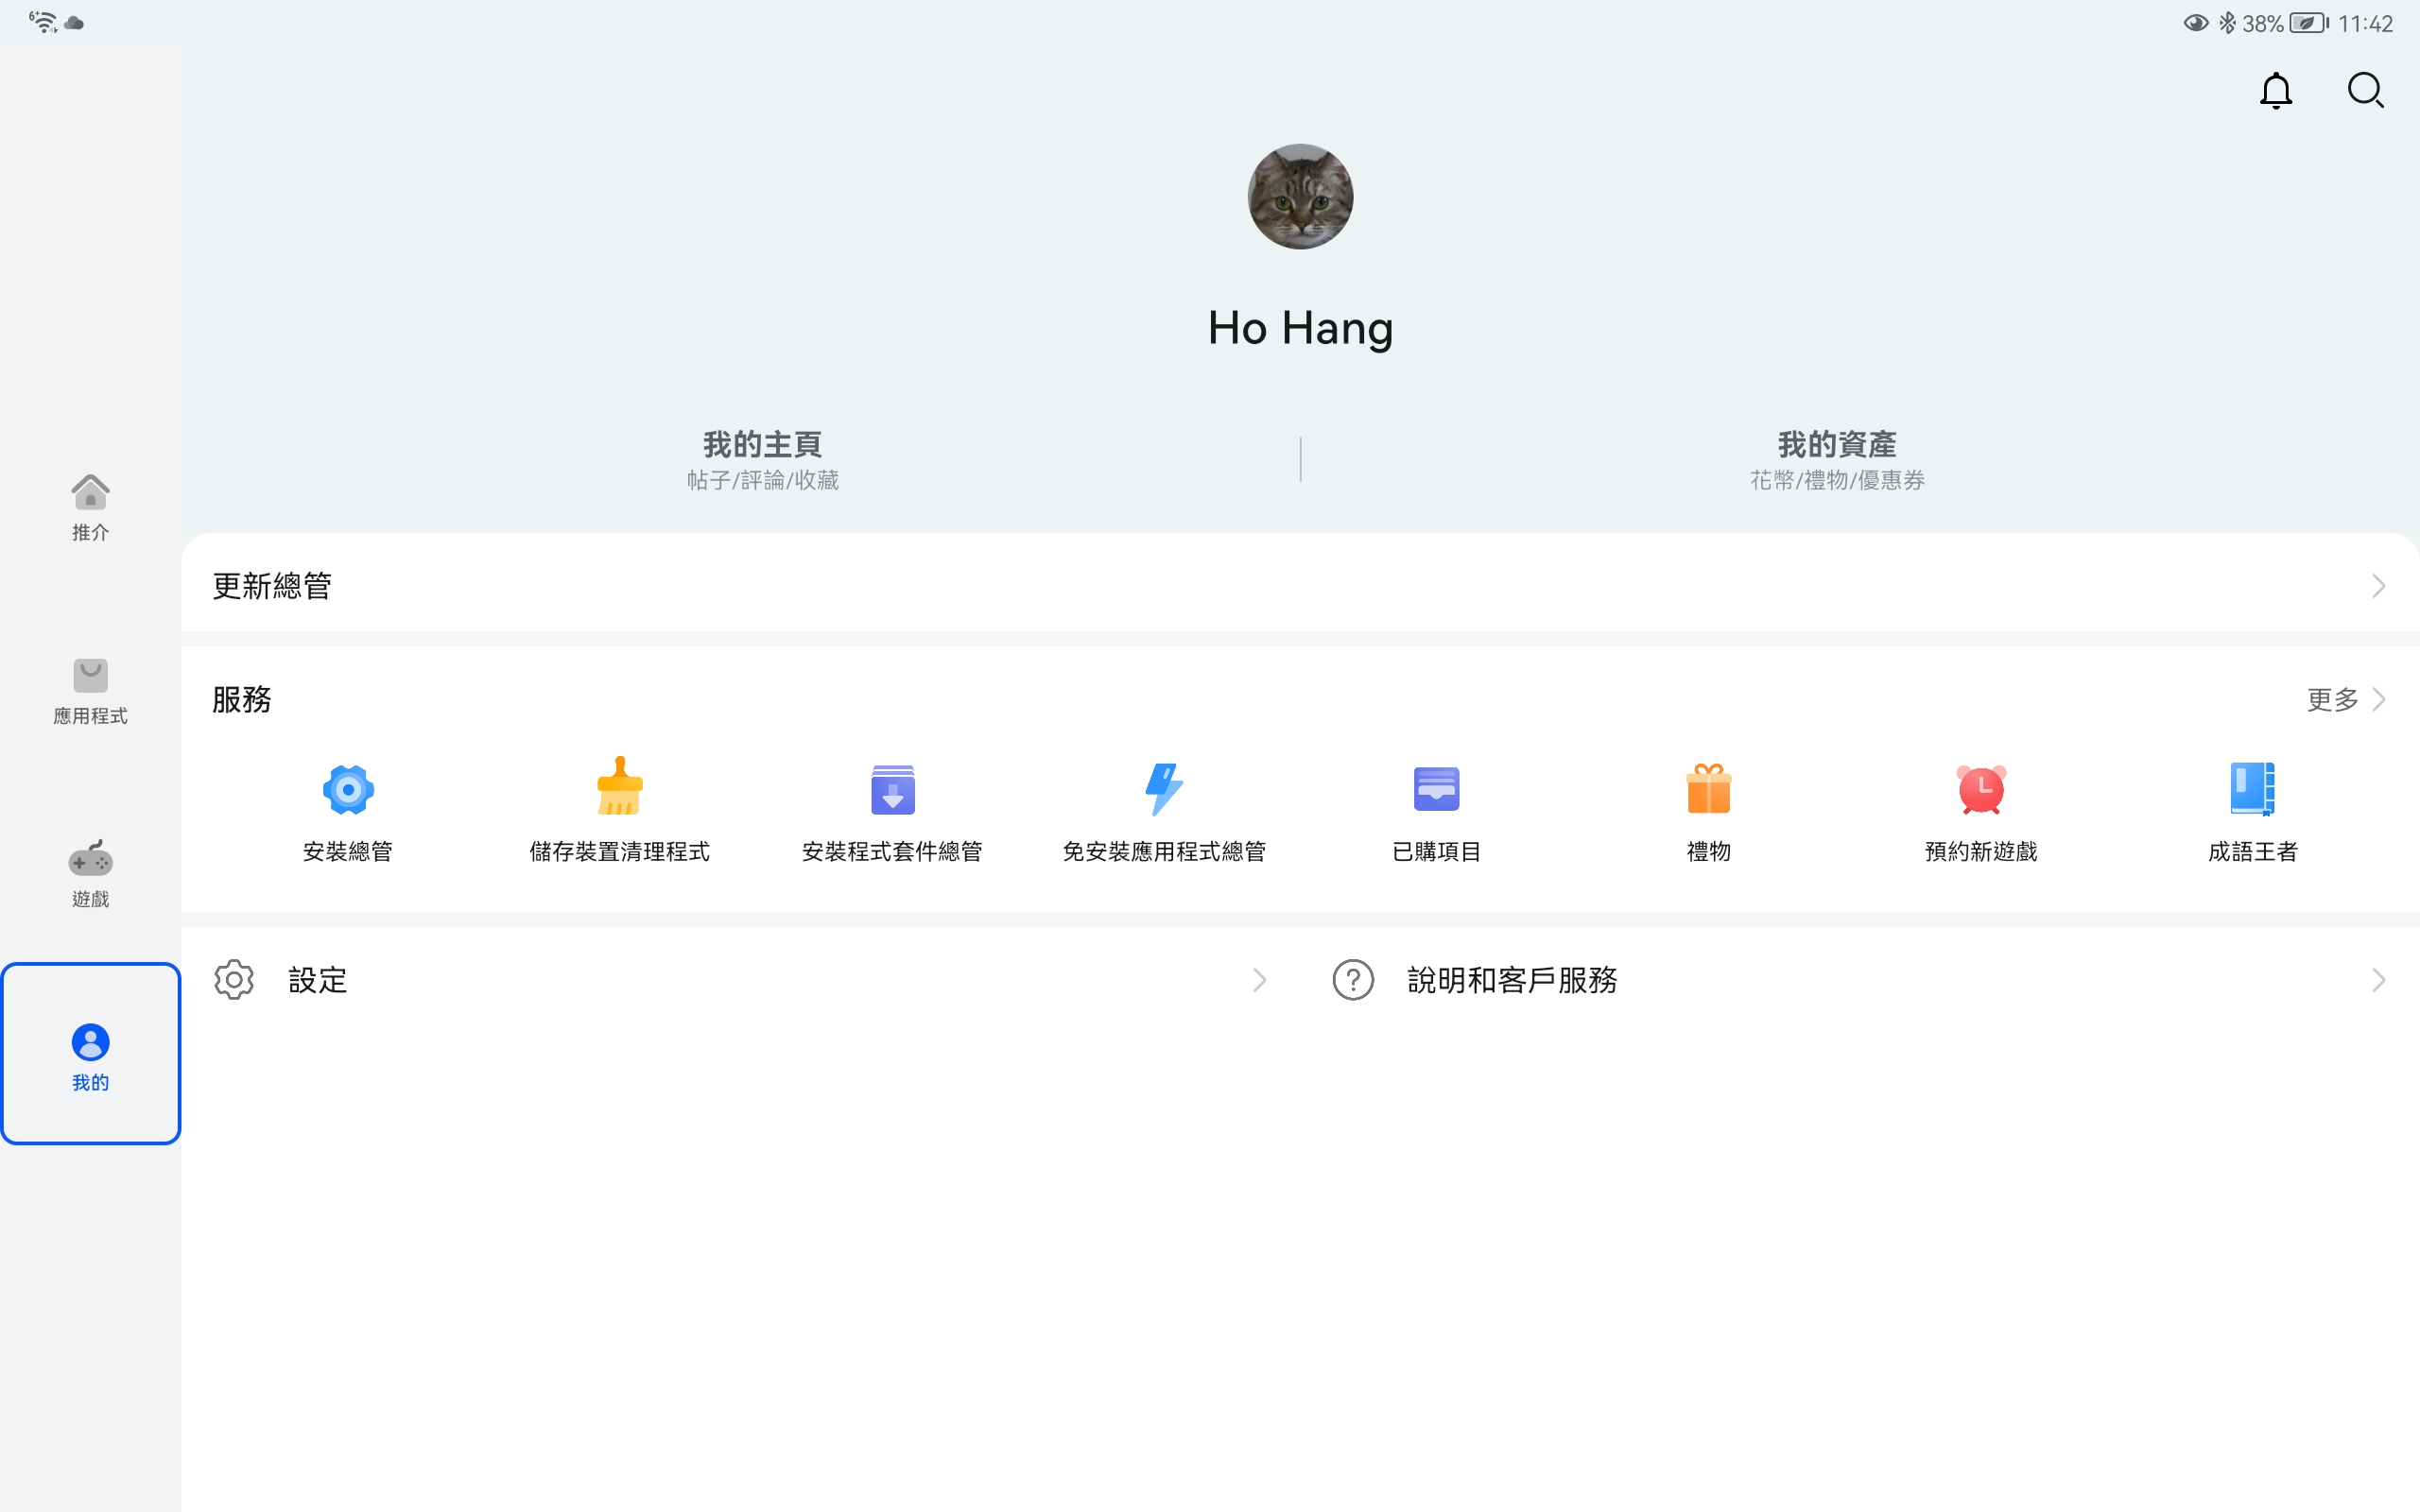 38% 11:42
Ho Hang
我的主頁
帖子/評論/收藏
我的資產
花幣/禮物/優惠券
推介
應用程式
遊戲
我的
更新總管
服務
更多
安裝總管
儲存裝置清理程式
安裝程式套件總管
免安裝應用程式總管
已購項目
禮物
預約新遊戲
成語王者
設定
說明和客戶服務